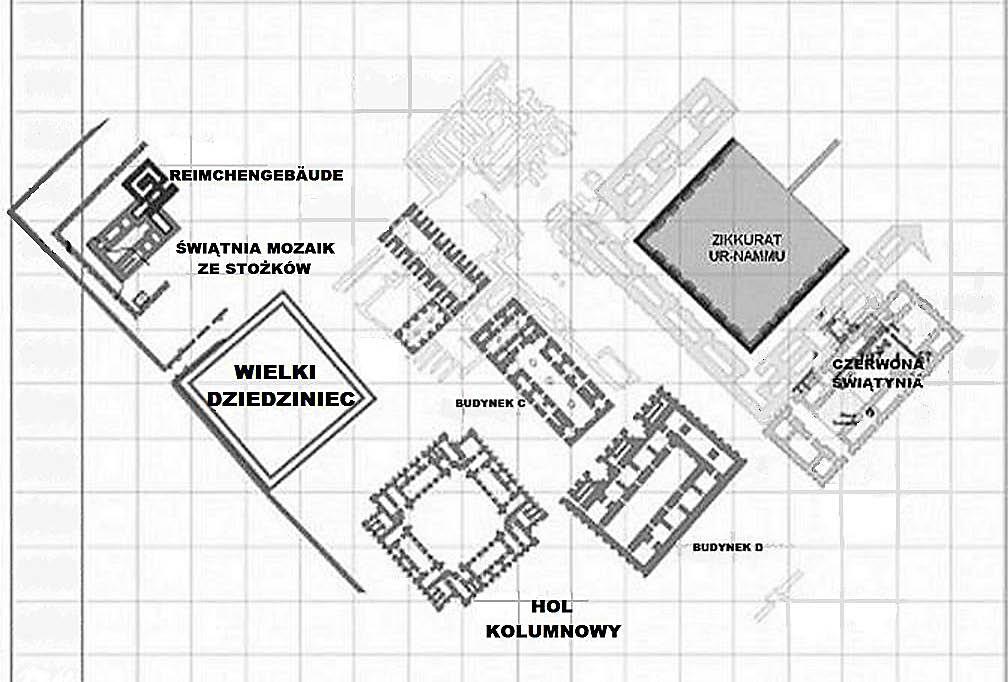 REIMCHENGEBÄUDE
ŚWIĄTNIA MOZAIK
ZE STOŻKÓW
ZIKKURAT
UR-NAMMU
WIELKI
DZIEDZINIEC
CZERWONA
ŚWIĄTYNIA
BUDYNEK C
BUDYNEK D
HOL
KOLUMNOWY